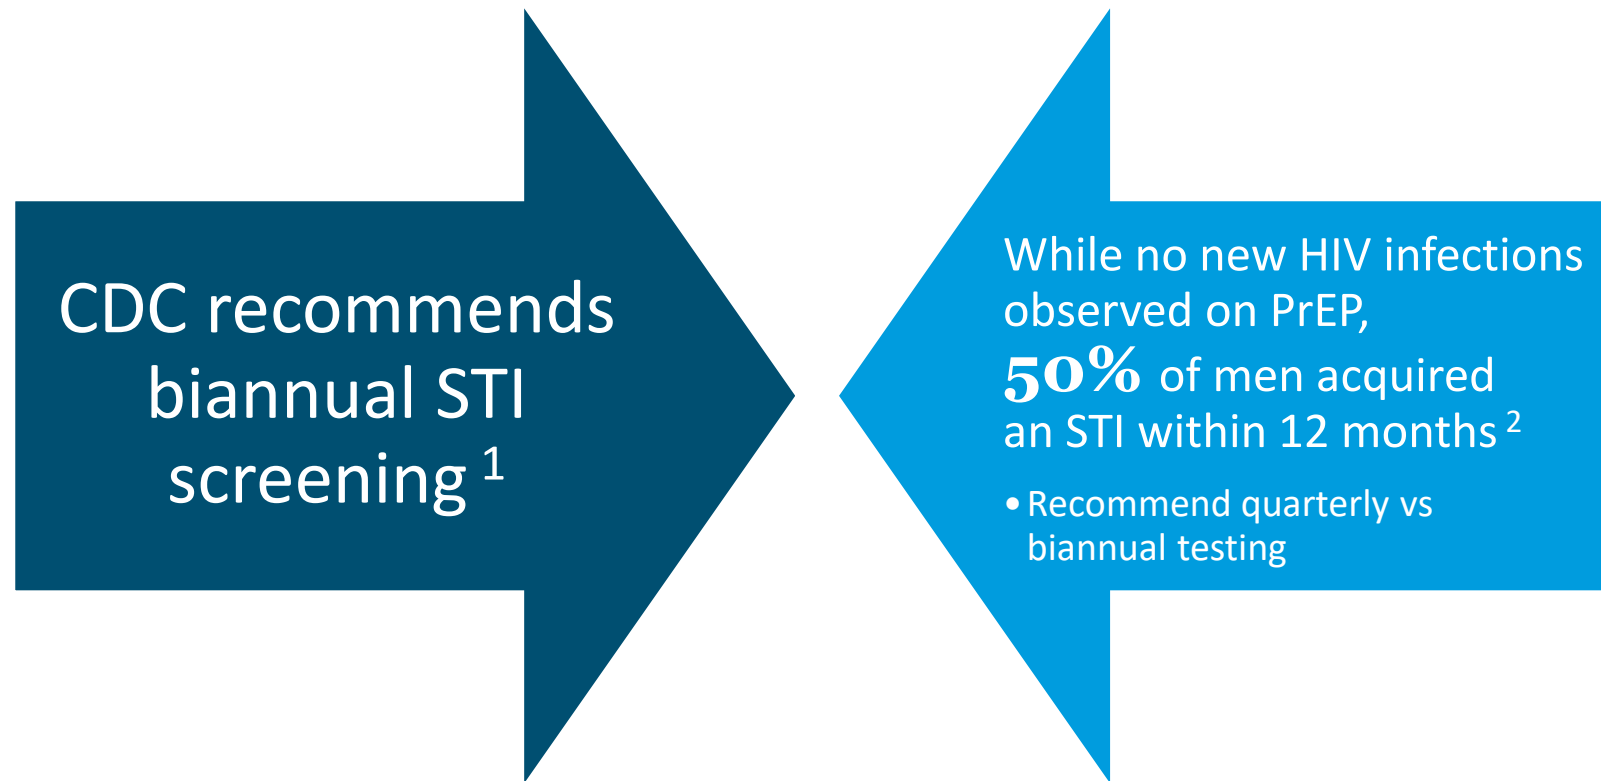 CDC recommends
biannual STI
screening 1
While no new HIV infections
observed on PrEP,
50% of men acquired
an STI within 12 months 2
• Recommend quarterly vs
biannual testing